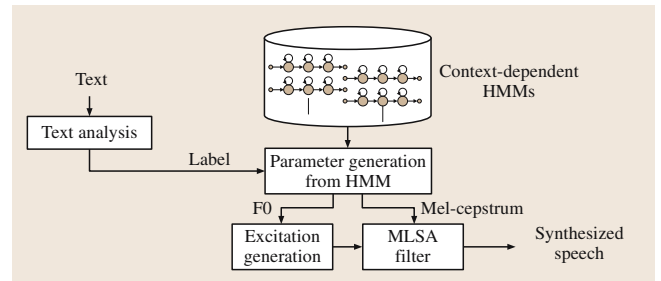 Context-dependent
HMMs
Text
Text analysis
Label
Parameter generation
from HMM
F0
Mel-cepstrum
Excitation
generation
MLSA
filter
Synthesized
speech